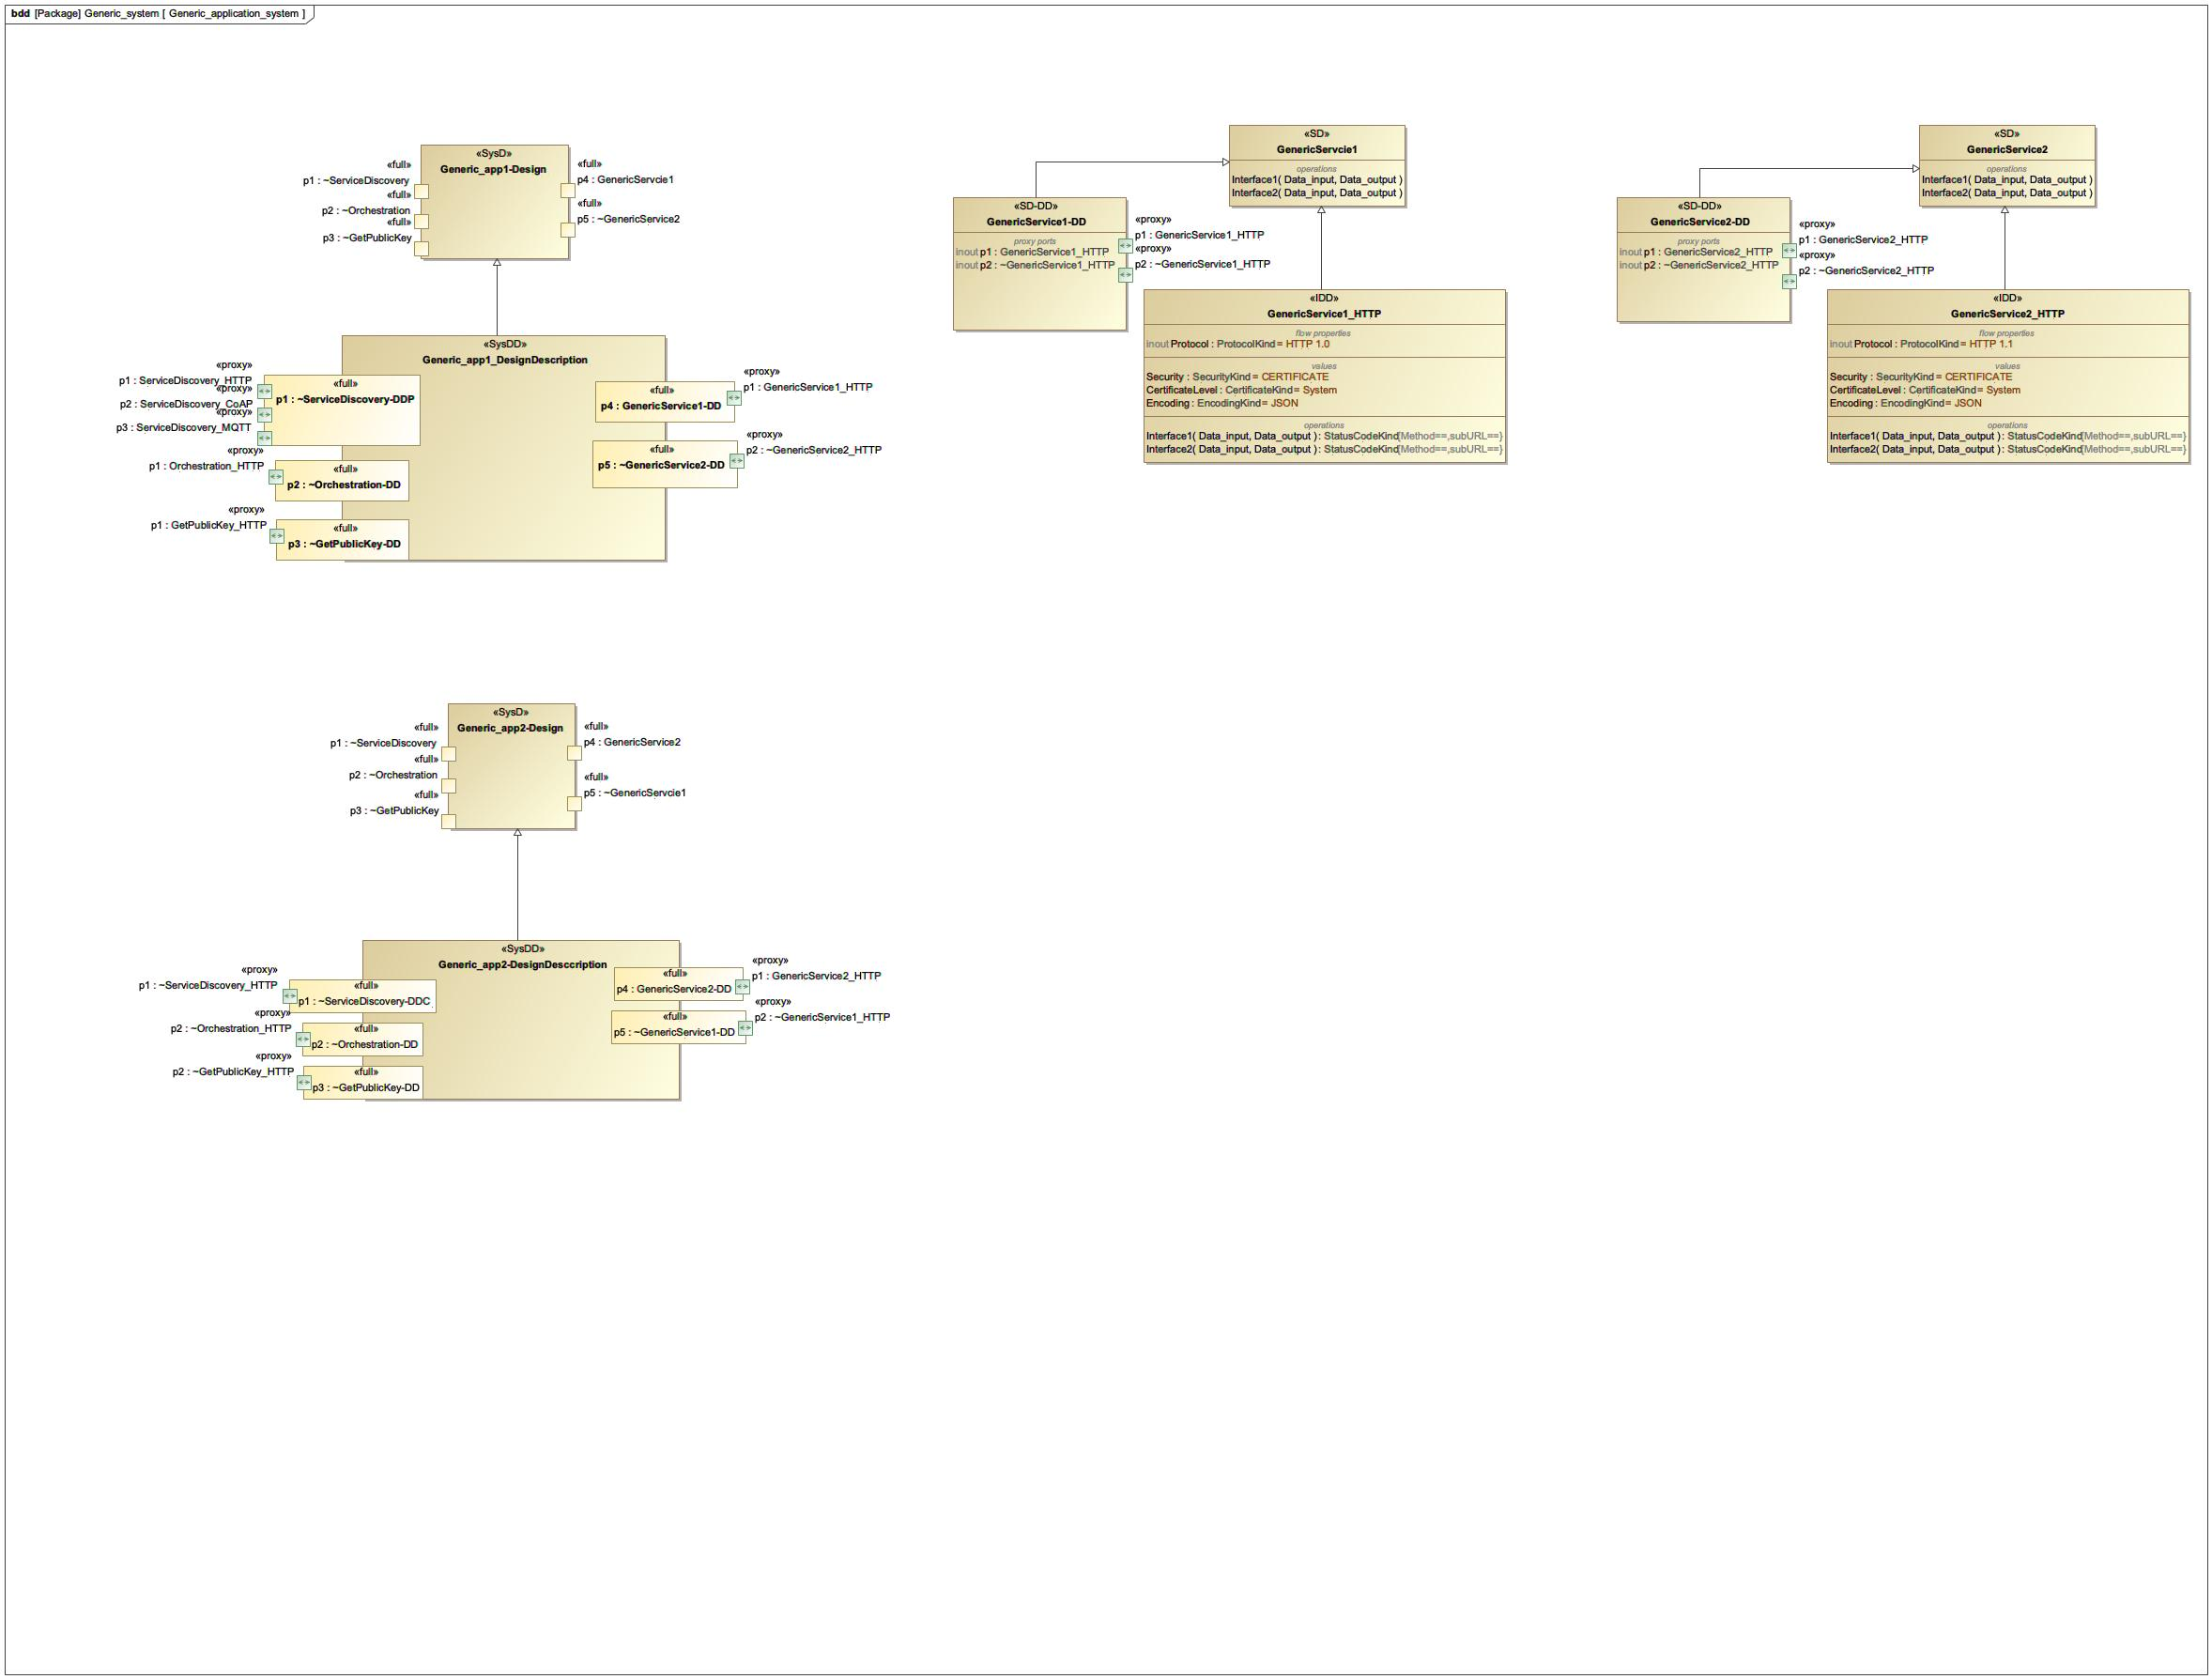 bdd [Package] Generic_system [ Generic_application_system ]
«SysD»
Generic_app1-Design
«full»
p1 : ~ServiceDiscovery
«full»
p2 : ~Orchestration
«full»
p3 : ~GetPublicKey
«full»
p4 : GenericServcie1
«full»
p5 : ~GenericService2
«SysDD»
Generic_app1_DesignDescription
«proxy»
p1 : ServiceDiscovery_HTTP
«proxy»
p2 : ServiceDiscovery_CoAP
«proxy»
p3 : ServiceDiscovery_MQTT
«full»
p1 : ~ServiceDiscovery-DDP
«proxy»
p1 : Orchestration_HTTP
«full»
p2 : ~Orchestration-DD
«proxy»
p1 : GetPublicKey_HTTP
«full»
p3 : ~GetPublicKey-DD
«full»
p4 : GenericService1-DD
«proxy»
p1 : GenericService1_HTTP
«full»
p5 : ~GenericService2-DD
«proxy»
p2 : ~GenericService2_HTTP
«SD»
GenericServcie1
operations
Interface1( Data_input, Data_output )
Interface2( Data_input, Data_output )
«SD-DD»
GenericService1-DD
proxy ports
inout p1 : GenericService1_HTTP
inout p2 : ~GenericService1_HTTP
«proxy»
p1 : GenericService1_HTTP
«proxy»
p2 : ~GenericService1_HTTP
«IDD»
GenericService1_HTTP
flow properties
inout Protocol : ProtocolKind = HTTP 1.0
values
Security : SecurityKind = CERTIFICATE
CertificateLevel : CertificateKind = System
Encoding : EncodingKind = JSON
operations
Interface1( Data_input, Data_output ) : StatusCodeKind{Method==,subURL==}
Interface2( Data_input, Data_output ) : StatusCodeKind{Method==,subURL==}
«SD»
GenericService2
operations
Interface1( Data_input, Data_output )
Interface2( Data_input, Data_output )
«SD-DD»
GenericService2-DD
proxy ports
inout p1 : GenericService2_HTTP
inout p2 : ~GenericService2_HTTP
«proxy»
p1 : GenericService2_HTTP
«proxy»
p2 : ~GenericService2_HTTP
«IDD»
GenericService2_HTTP
flow properties
inout Protocol : ProtocolKind = HTTP 1.1
values
Security : SecurityKind = CERTIFICATE
CertificateLevel : CertificateKind = System
Encoding : EncodingKind = JSON
operations
Interface1( Data_input, Data_output ) : StatusCodeKind{Method==,subURL==}
Interface2( Data_input, Data_output ) : StatusCodeKind{Method==,subURL==}
«SysD»
Generic_app2-Design
«full»
p1 : ~ServiceDiscovery
«full»
p2 : ~Orchestration
«full»
p3 : ~GetPublicKey
«full»
p4 : GenericService2
«full»
p5 : ~GenericServcie1
«SysDD»
Generic_app2-DesignDesccription
«proxy»
p1 : ~ServiceDiscovery_HTTP
«full»
p1 : ~ServiceDiscovery-DDC
«proxy»
p2 : ~Orchestration_HTTP
«full»
p2 : ~Orchestration-DD
«proxy»
p2 : ~GetPublicKey_HTTP
«full»
p3 : ~GetPublicKey-DD
«full»
p4 : GenericService2-DD
«proxy»
p1 : GenericService2_HTTP
«full»
p5 : ~GenericService1-DD
«proxy»
p2 : ~GenericService1_HTTP